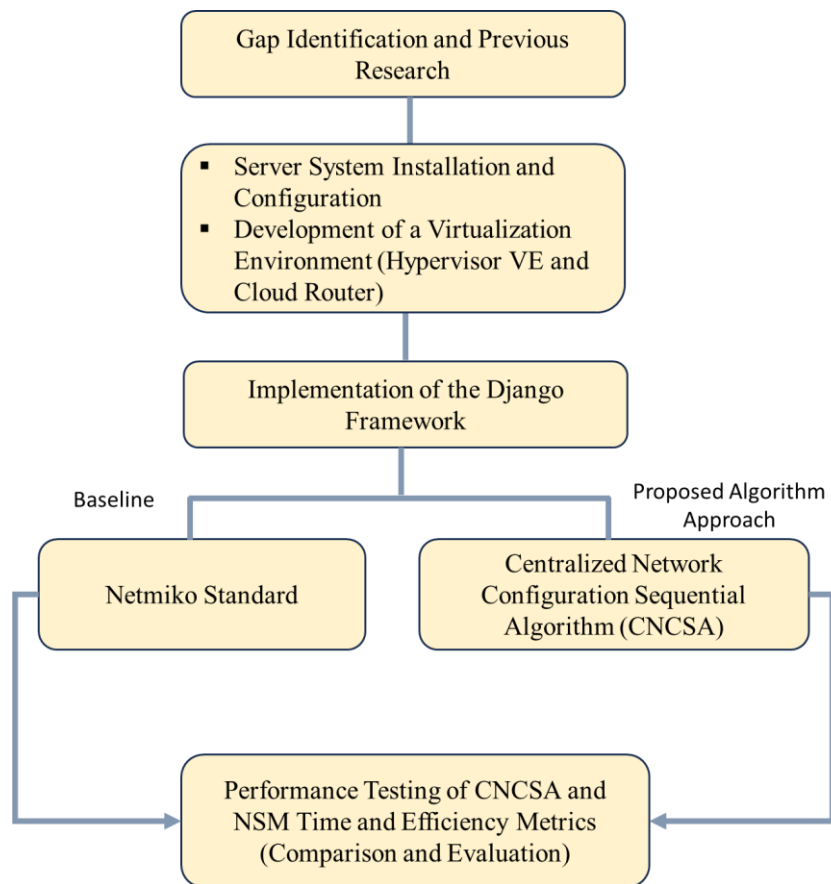 Gap Identification and Previous
Research
▪ Server System Installation and
Configuration
▪ Development of a Virtualization
Environment (Hypervisor VE and
Cloud Router)
Implementation of the Django
Framework
Baseline
Proposed Algorithm
Approach
Netmiko Standard
Centralized Network
Configuration Sequential
Algorithm (CNCSA)
Performance Testing of CNCSA and
NSM Time and Efficiency Metrics
(Comparison and Evaluation)